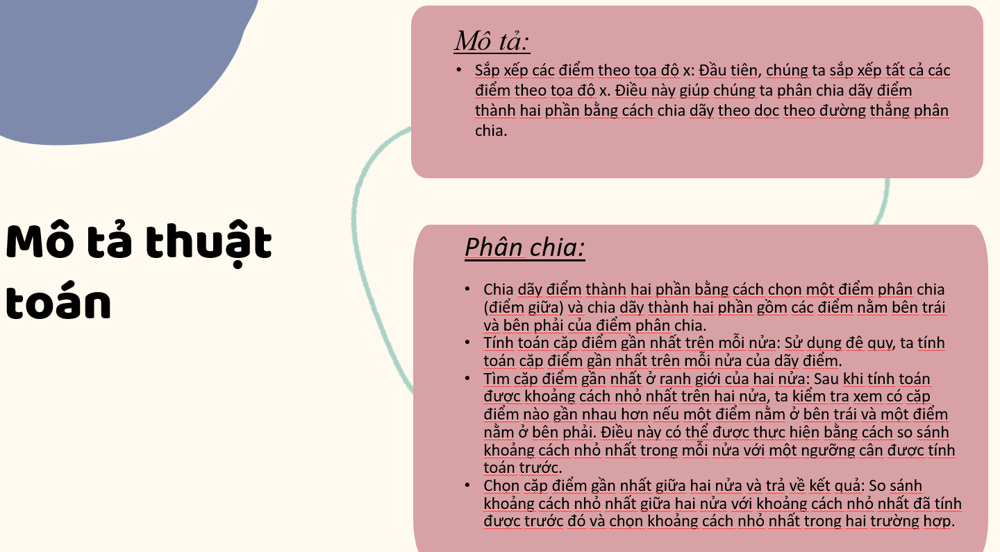 Mô tả thuật
toán
Mô tả:
• Sắp xếp các điểm theo tọa độ x: Đầu tiên, chúng ta sắp xếp tất cả các
điểm theo tọa độ x. Điều này giúp chúng ta phân chia dãy điểm
thành hai phần bằng cách chia dãy theo dọc theo đường thẳng phân
chia.
Phân chia:
• Chia dãy điểm thành hai phần bằng cách chọn một điểm phân chia
(điểm giữa) và chia dãy thành hai phần gồm các điểm nằm bên trái
và bên phải của điểm phân chia.
• Tính toán cặp điểm gần nhất trên mỗi nửa: Sử dụng đệ quy, ta tính
toán cặp điểm gần nhất trên mỗi nửa của dãy điểm.
• Tìm cặp điểm gần nhất ở ranh giới của hai nửa: Sau khi tính toán
được khoảng cách nhỏ nhất trên hai nửa, ta kiểm tra xem có cặp
điểm nào gần nhau hơn nếu một điểm nằm ở bên trái và một điểm
nằm ở bên phải. Điều này có thể được thực hiện bằng cách so sánh
khoảng cách nhỏ nhất trong mỗi nửa với một ngưỡng cận được tính
toán trước.
• Chọn cặp điểm gần nhất giữa hai nửa và trả về kết quả: So sánh
khoảng cách nhỏ nhất giữa hai nửa với khoảng cách nhỏ nhất đã tính
được trước đó và chọn khoảng cách nhỏ nhất trong hai trường hợp.